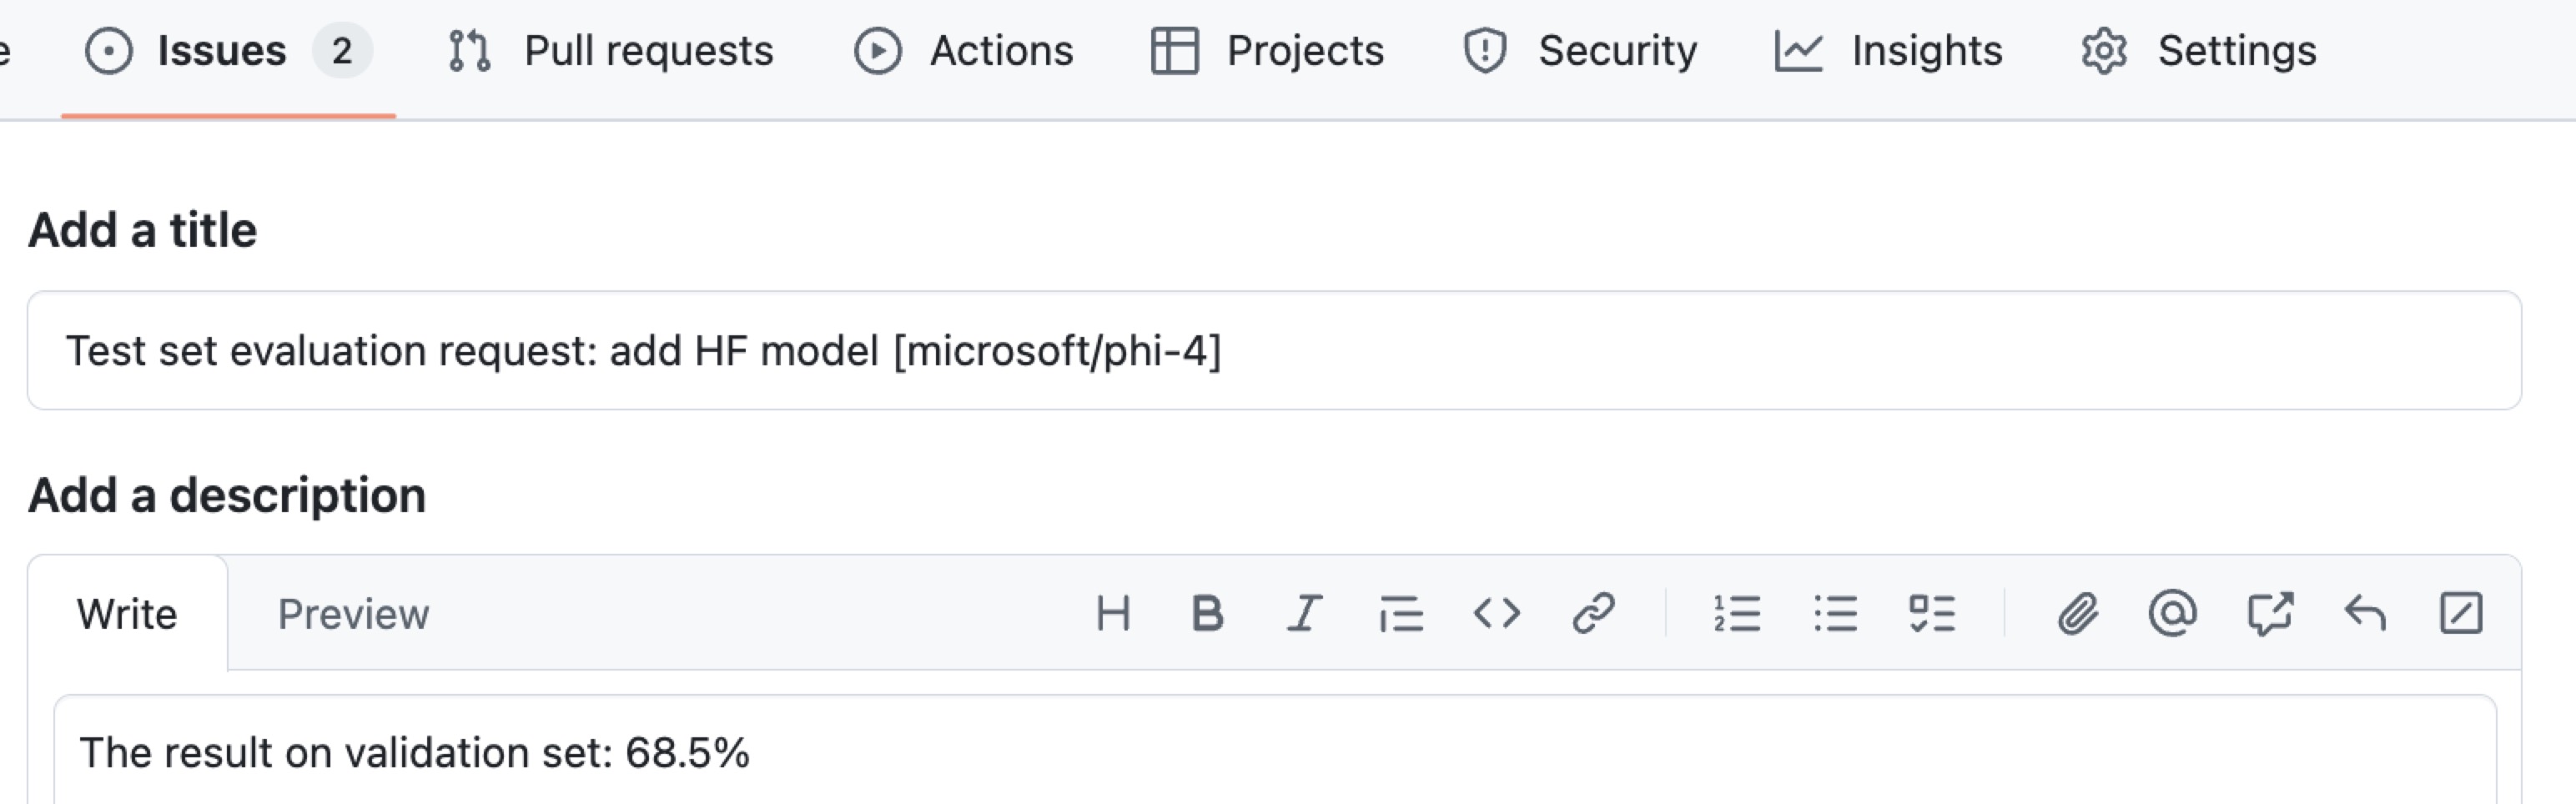 e Issues 2 Pull requests Actions Projects Security Insights Settings
Add a title
Test set evaluation request: add HF model [microsoft/phi-4]
Add a description
Write Preview
The result on validation set: 68.5%